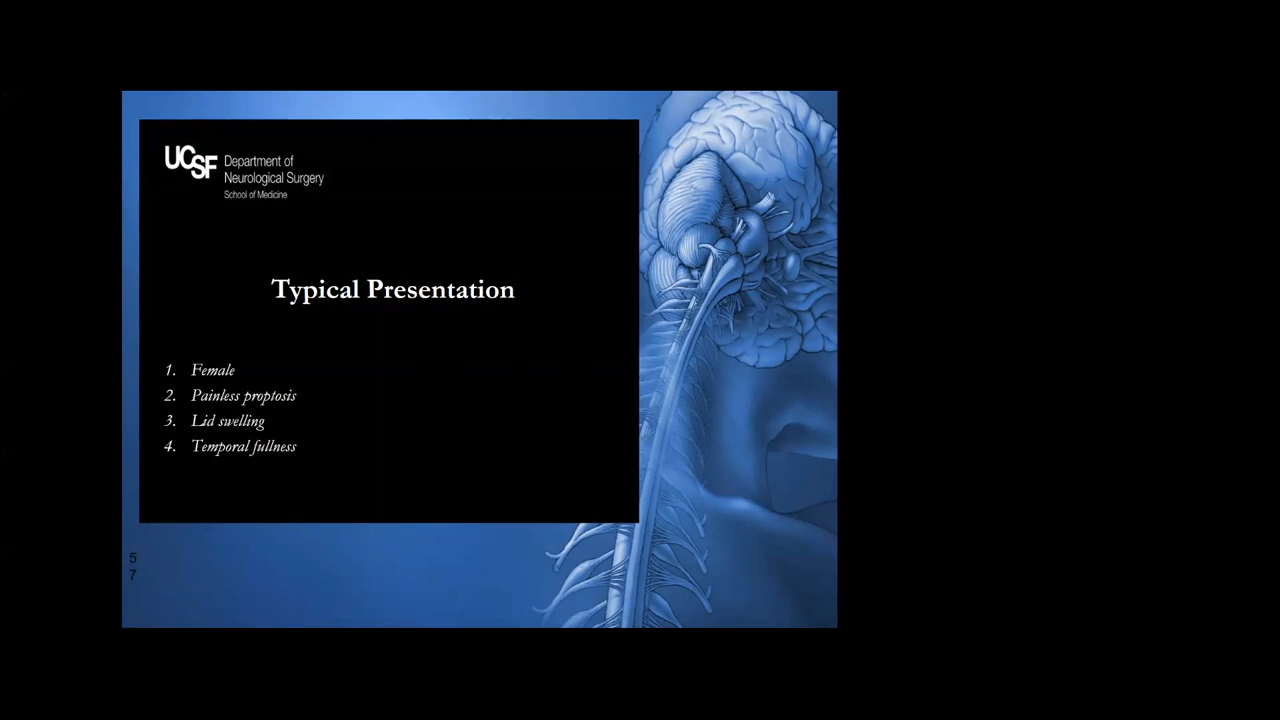 UCSF
Department of
Neurological Surgery
School of Medicine
Typical Presentation
1. Female
2. Painless proptosis
3. Lid swelling
4. Temporal fullness
5
7